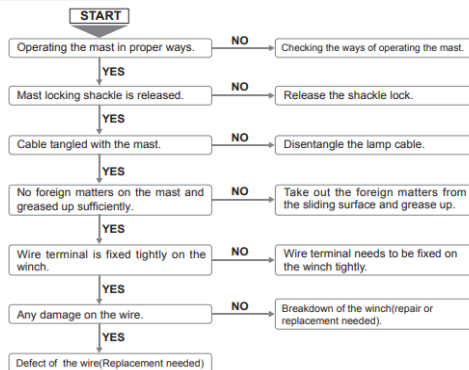 START
Operating the mast in proper ways.
NO
Checking the ways of operating the mast.
YES
Mast locking shackle is released.
NO
Release the shackle lock.
YES
Cable tangled with the mast.
NO
Disentangle the lamp cable.
YES
No foreign matters on the mast and
greased up sufficiently.
NO
Take out the foreign matters from
the sliding surface and grease up.
YES
Wire terminal is fixed tightly on the
winch.
NO
Wire terminal needs to be fixed on
the winch tightly.
YES
Any damage on the wire.
NO
Breakdown of the winch(repair or
replacement needed).
YES
Defect of the wire(Replacement needed)